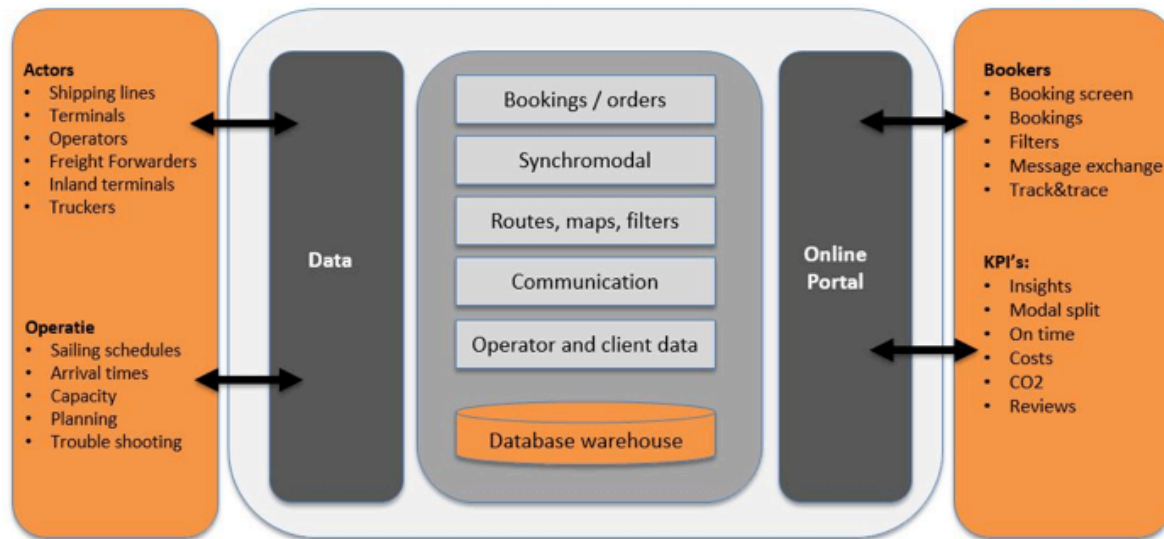 Actors
• Shipping lines
• Terminals
• Operators
• Freight Forwarders
• Inland terminals
• Truckers
Operatie
• Sailing schedules
• Arrival times
• Capacity
• Planning
• Trouble shooting
Data
Bookings / orders
Synchromodal
Routes, maps, filters
Communication
Operator and client data
Database warehouse
Online
Portal
Bookers
• Booking screen
• Bookings
• Filters
• Message exchange
• Track&trace
KPI's:
• Insights
• Modal split
• On time
• Costs
• CO2
• Reviews